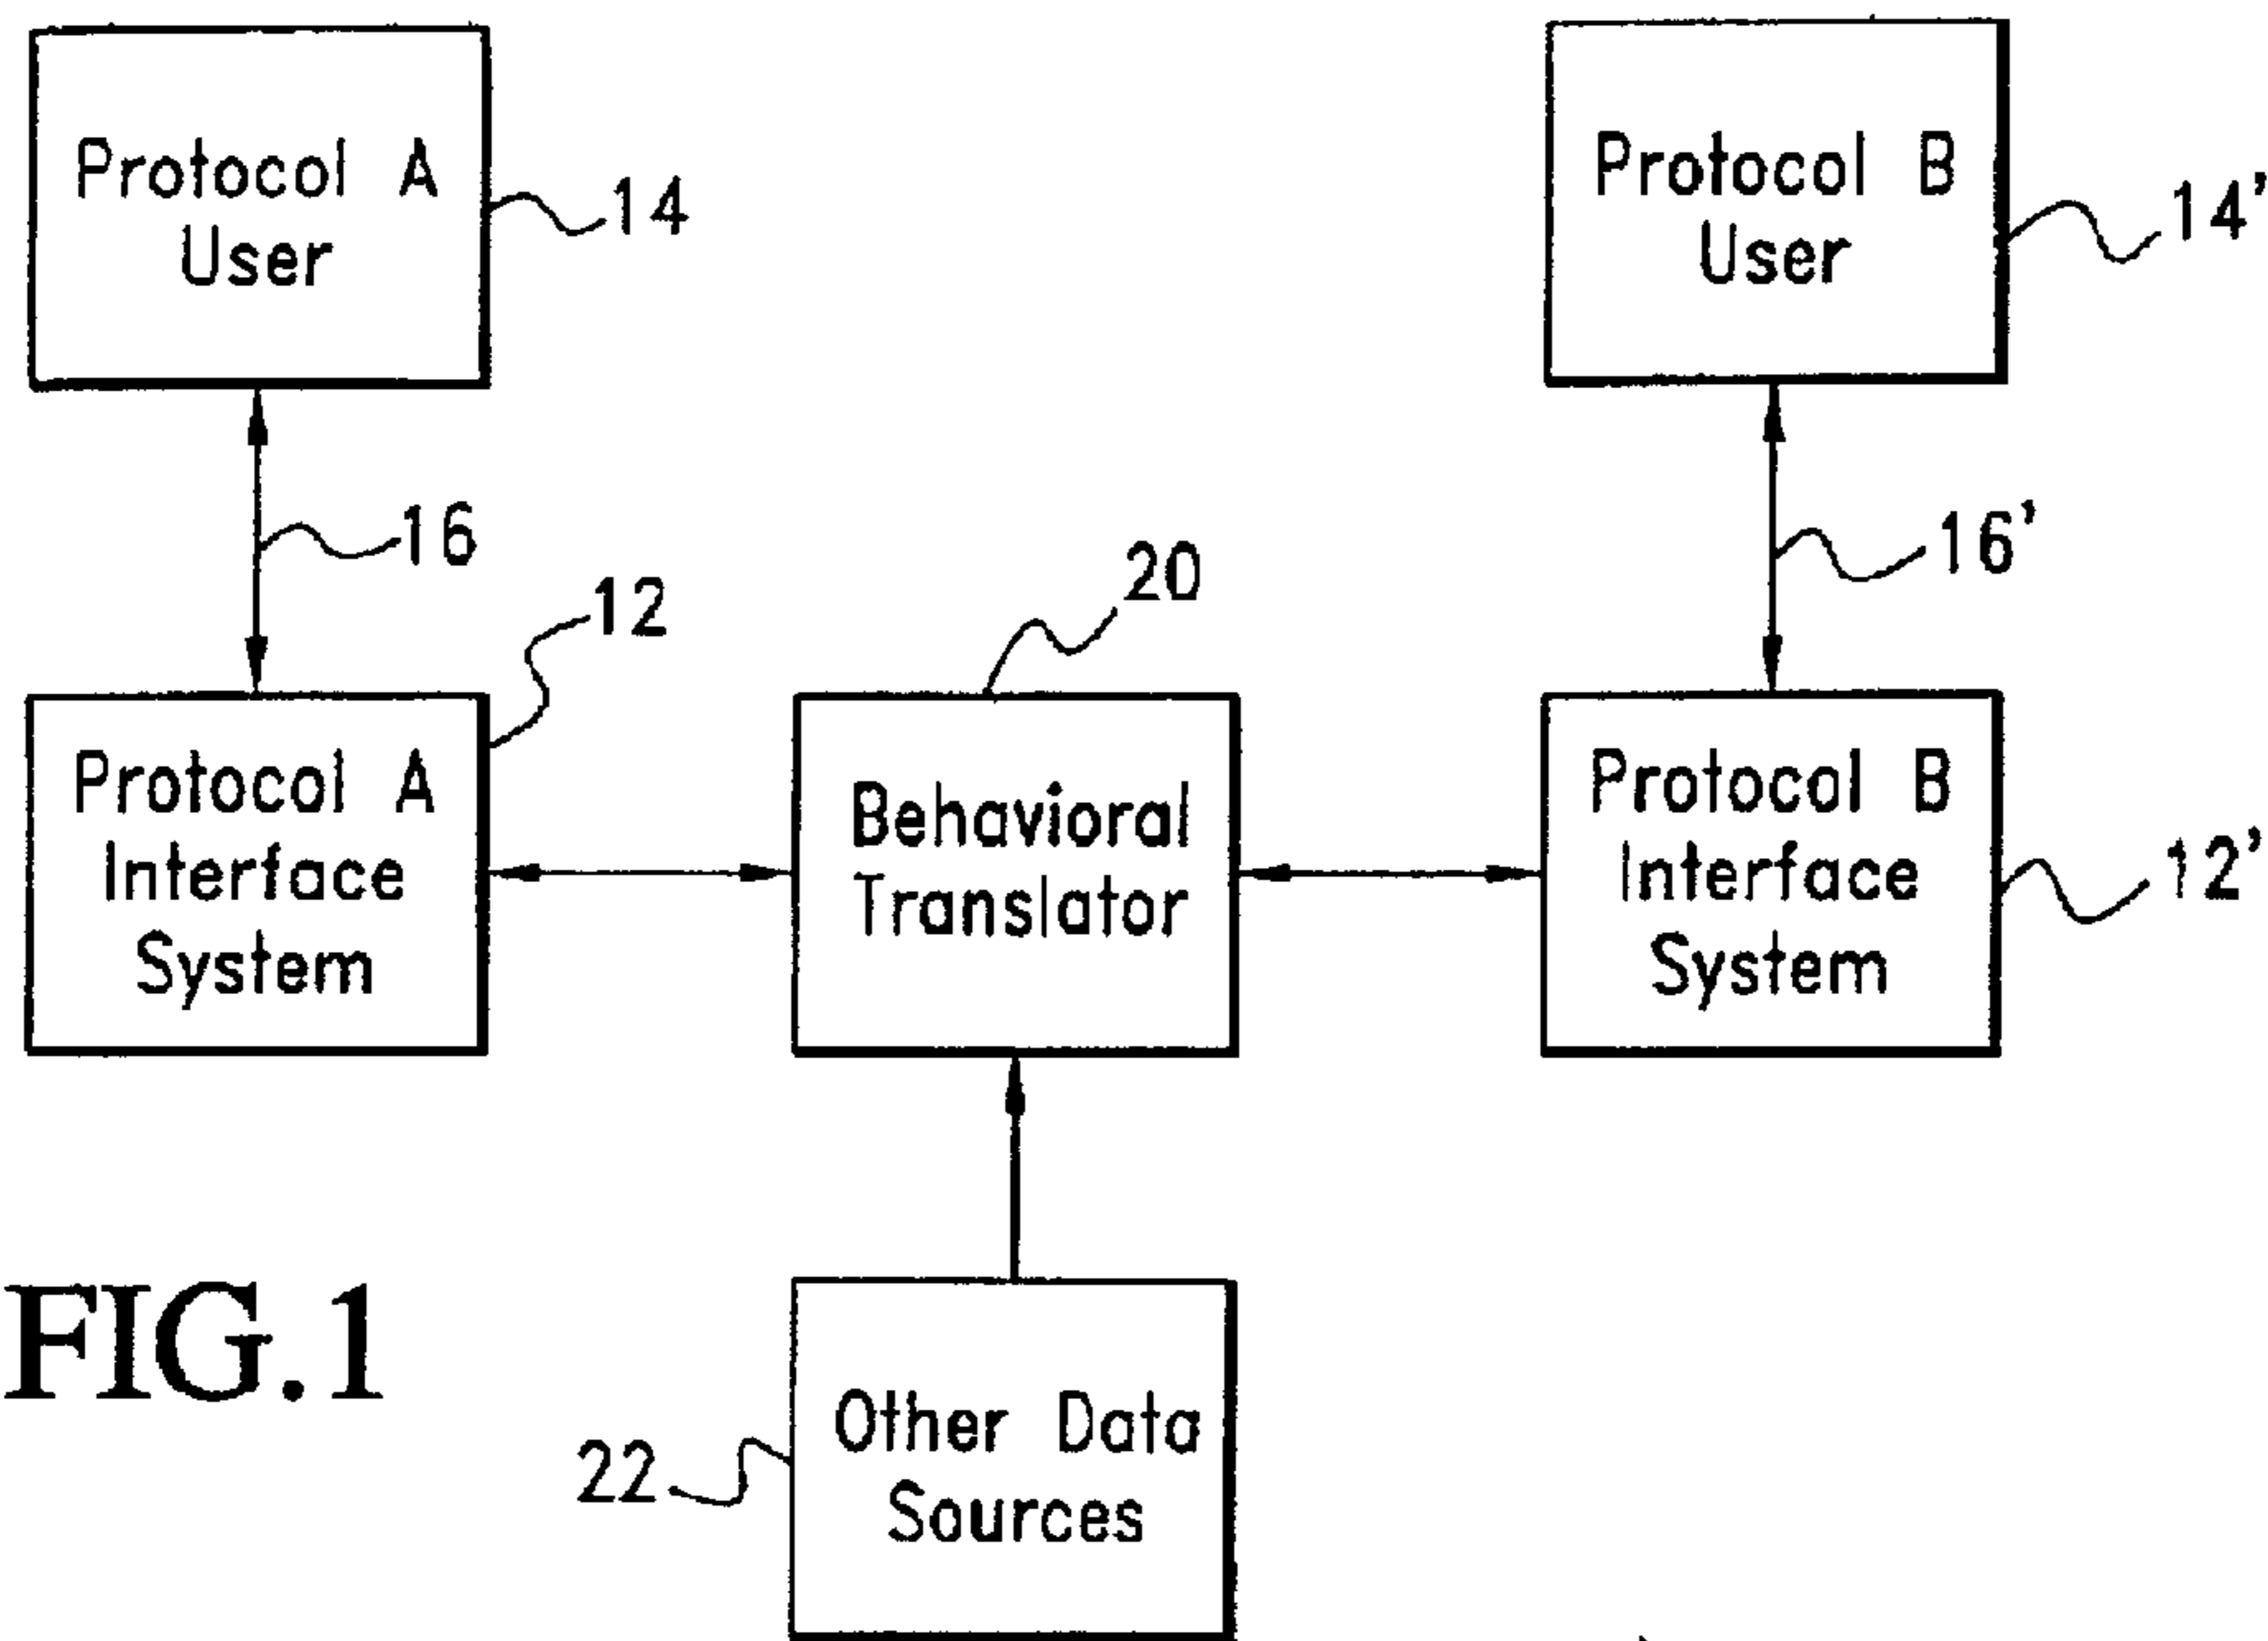 Protocol A
User
14
Protocol B
User
14'
16
16'
12
20
Protocol A
Interface
System
Behavioral
Translator
Protocol B
Interface
System
12'
FIG.1
Other Data
Sources
22